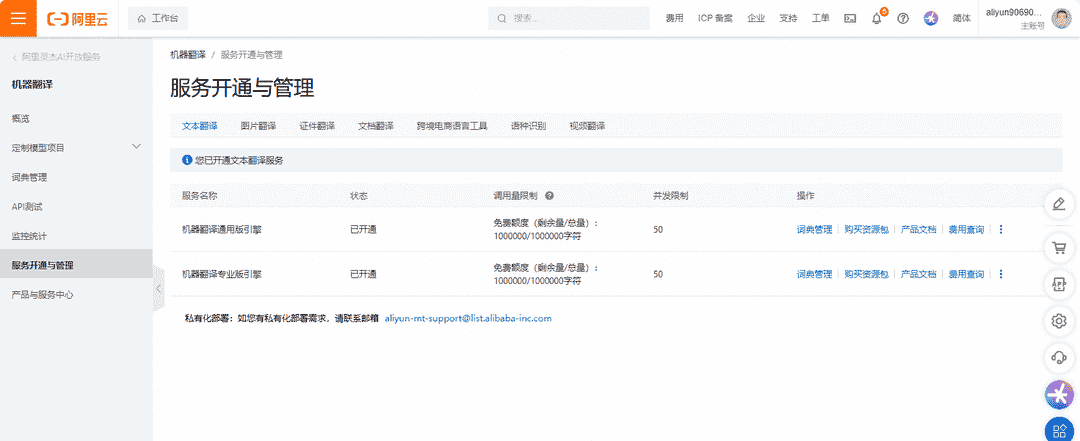 阿里云
工作台
搜索...
费用 ICP 备案 企业 支持 工单 5 简体
aliyun90690...
主账号
阿里灵杰AI开放服务
机器翻译
概览
定制模型项目
词典管理
API测试
监控统计
服务开通与管理
产品与服务中心
机器翻译 / 服务开通与管理
服务开通与管理
文本翻译 图片翻译 证件翻译 文档翻译 跨境电商语言工具 语种识别 视频翻译
您已开通文本翻译服务
服务名称 状态 调用量限制 并发限制 操作
机器翻译通用版引擎 已开通 免费额度（剩余量/总量）： 50 词典管理 购买资源包 产品文档 费用查询
1000000/1000000字符
机器翻译专业版引擎 已开通 免费额度（剩余量/总量）： 50 词典管理 购买资源包 产品文档 费用查询
1000000/1000000字符
私有化部署：如您有私有化部署需求，请联系邮箱 aliyun-mt-support@list.alibaba-inc.com